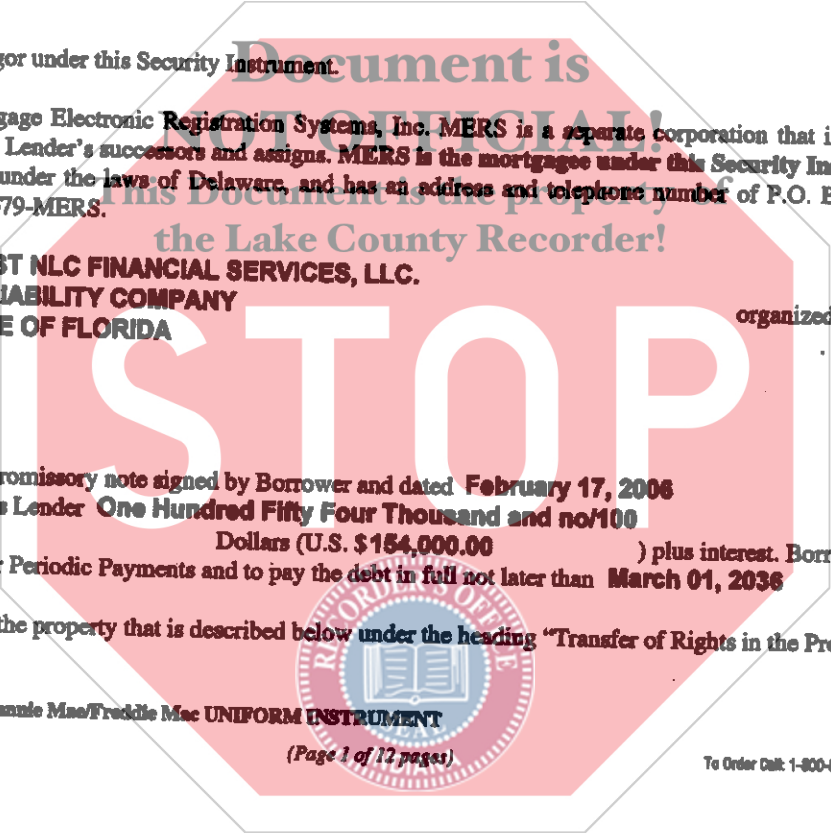 Document is
gor under this Security Instrument.
NOT OFFICIAL!
gage Electronic Registration Systems, Inc. MERS is a separate corporation that i
Lender's successors and assigns. MERS is the mortgagee under this Security In
under the laws of Delaware, and has an address and telephone number of P.O. B
This Document is the property of
79-MERS.
the Lake County Recorder!
ST NLC FINANCIAL SERVICES, LLC.
IABILITY COMPANY
organized
E OF FLORIDA
STOP
romissory note signed by Borrower and dated February 17, 2006
s Lender One Hundred Fifty Four Thousand and no/100
Dollars (U.S. $154,000.00 ) plus interest. Borr
r Periodic Payments and to pay the debt in full not later than March 01, 2036
the property that is described below under the heading “Transfer of Rights in the Pro
RECORDER'S OFFICE
SEAL
INDIANA
annie Mae/Freddie Mac UNIFORM INSTRUMENT
(Page 1 of 12 pages)
To Order Call: 1-800-